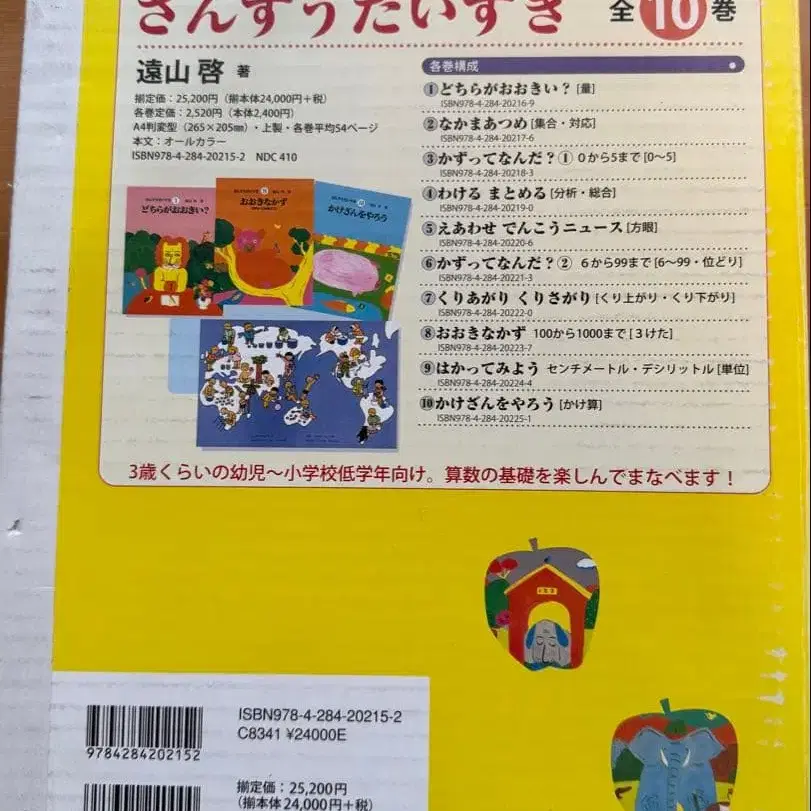 さんすうだいすき 全10巻
遠山 啓 著
揃定価：25,200円（揃本体24,000円＋税）
各巻定価：2,520円（本体2,400円）
A4判変型（265×205㎜）・上製・各巻平均54ページ
本文：オールカラー
ISBN978-4-284-20215-2 NDC 410
各巻構成
①どちらがおおきい？［量］
ISBN978-4-284-20216-9
②なかまあつめ［集合・対応］
ISBN978-4-284-20217-6
③かずってなんだ？① 0から5まで［0〜5］
ISBN978-4-284-20218-3
④わける まとめる［分析・総合］
ISBN978-4-284-20219-0
⑤えあわせ でんこうニュース［方眼］
ISBN978-4-284-20220-6
⑥かずってなんだ？② 6から99まで［6〜99・位どり］
ISBN978-4-284-20221-3
⑦くりあがり くりさがり［くり上がり・くり下がり］
ISBN978-4-284-20222-0
⑧おおきなかず 100から1000まで［3けた］
ISBN978-4-284-20223-7
⑨はかってみよう センチメートル・デシリットル［単位］
ISBN978-4-284-20224-4
⑩かけざんをやろう［かけ算］
ISBN978-4-284-20225-1
どちらがおおきい？
おおきなかず
かけざんをやろう
3歳くらいの幼児〜小学校低学年向け。算数の基礎を楽しんでまなべます！
ISBN978-4-284-20215-2
C8341 ¥24000E
9784284202152
揃定価：25,200円
（揃本体24,000円＋税）